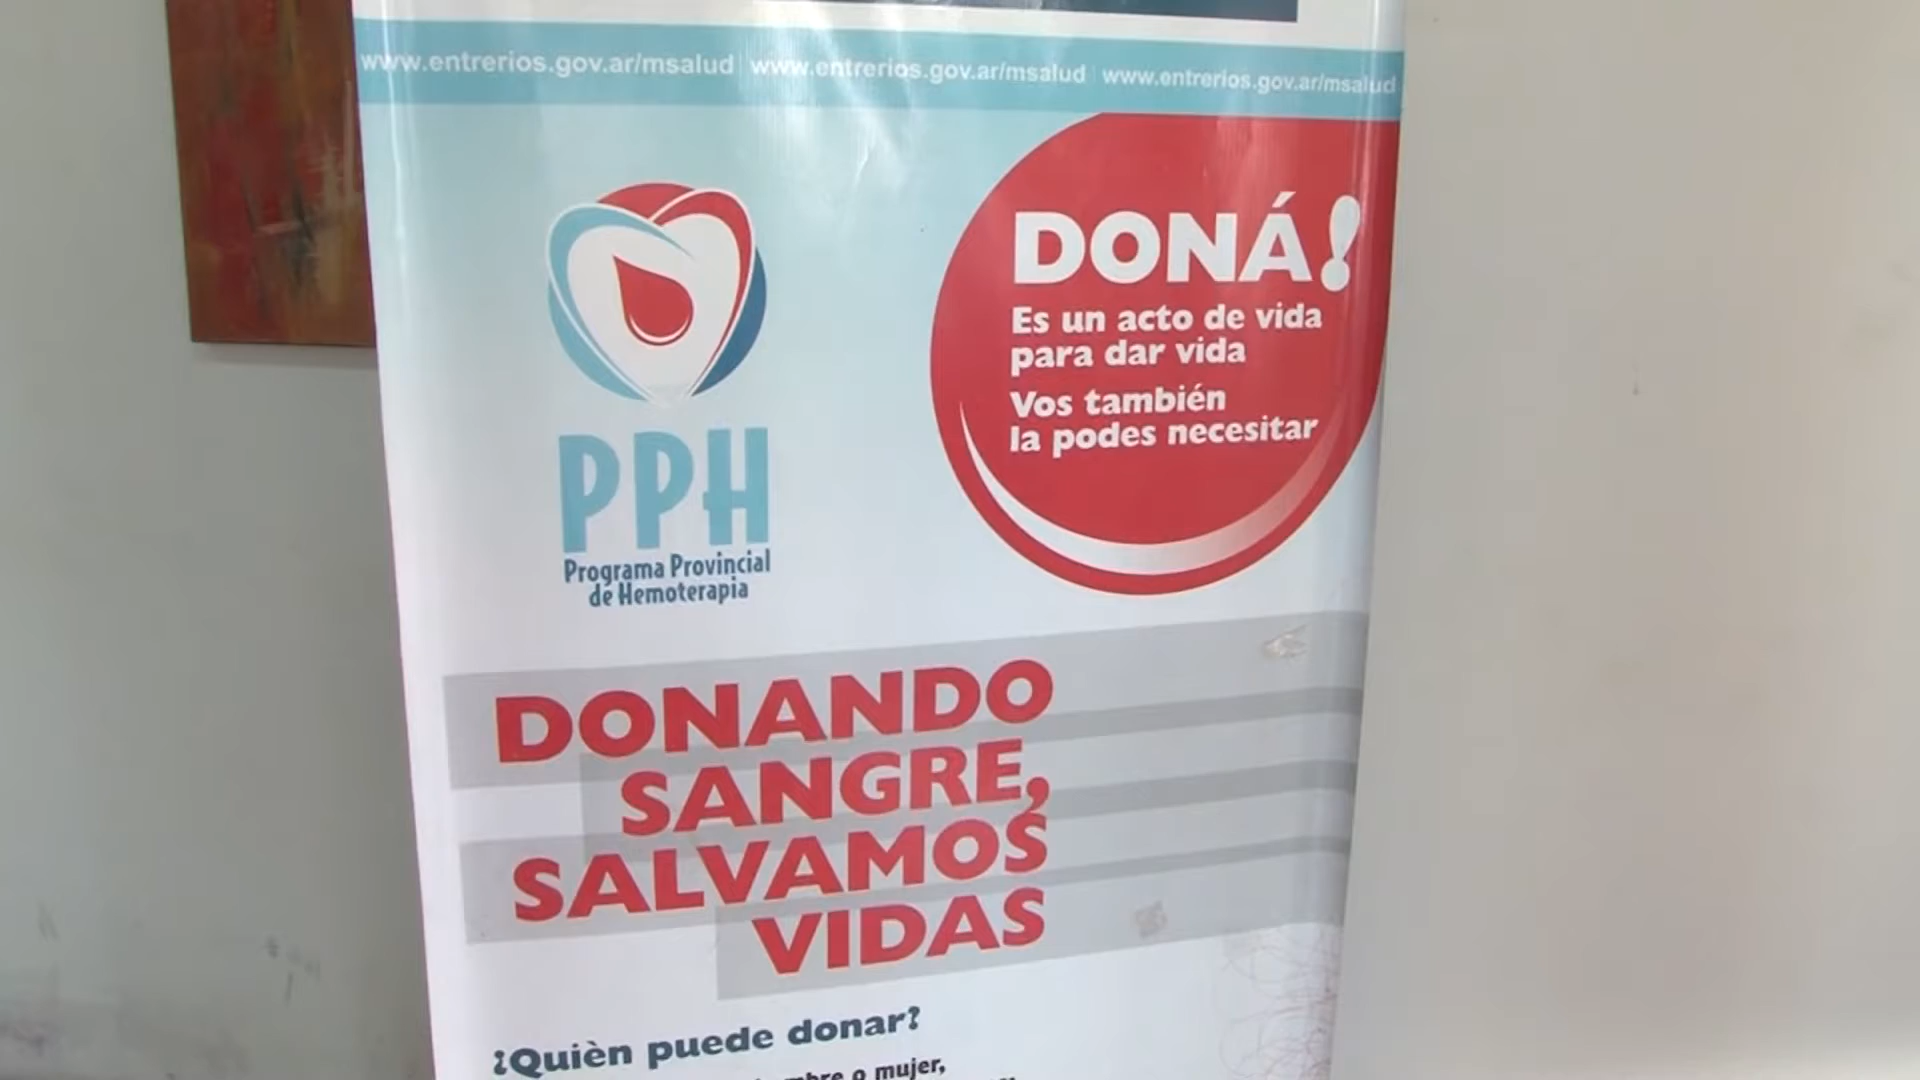 www.entrerios.gov.ar/msalud www.entrerios.gov.ar/msalud www.entrerios.gov.ar/msalud
DONÁ!
Es un acto de vida
para dar vida
Vos también
la podes necesitar
PPH
Programa Provincial
de Hemoterapia
DONANDO
SANGRE,
SALVAMOS
VIDAS
¿Quièn puede donar?
o mujer,